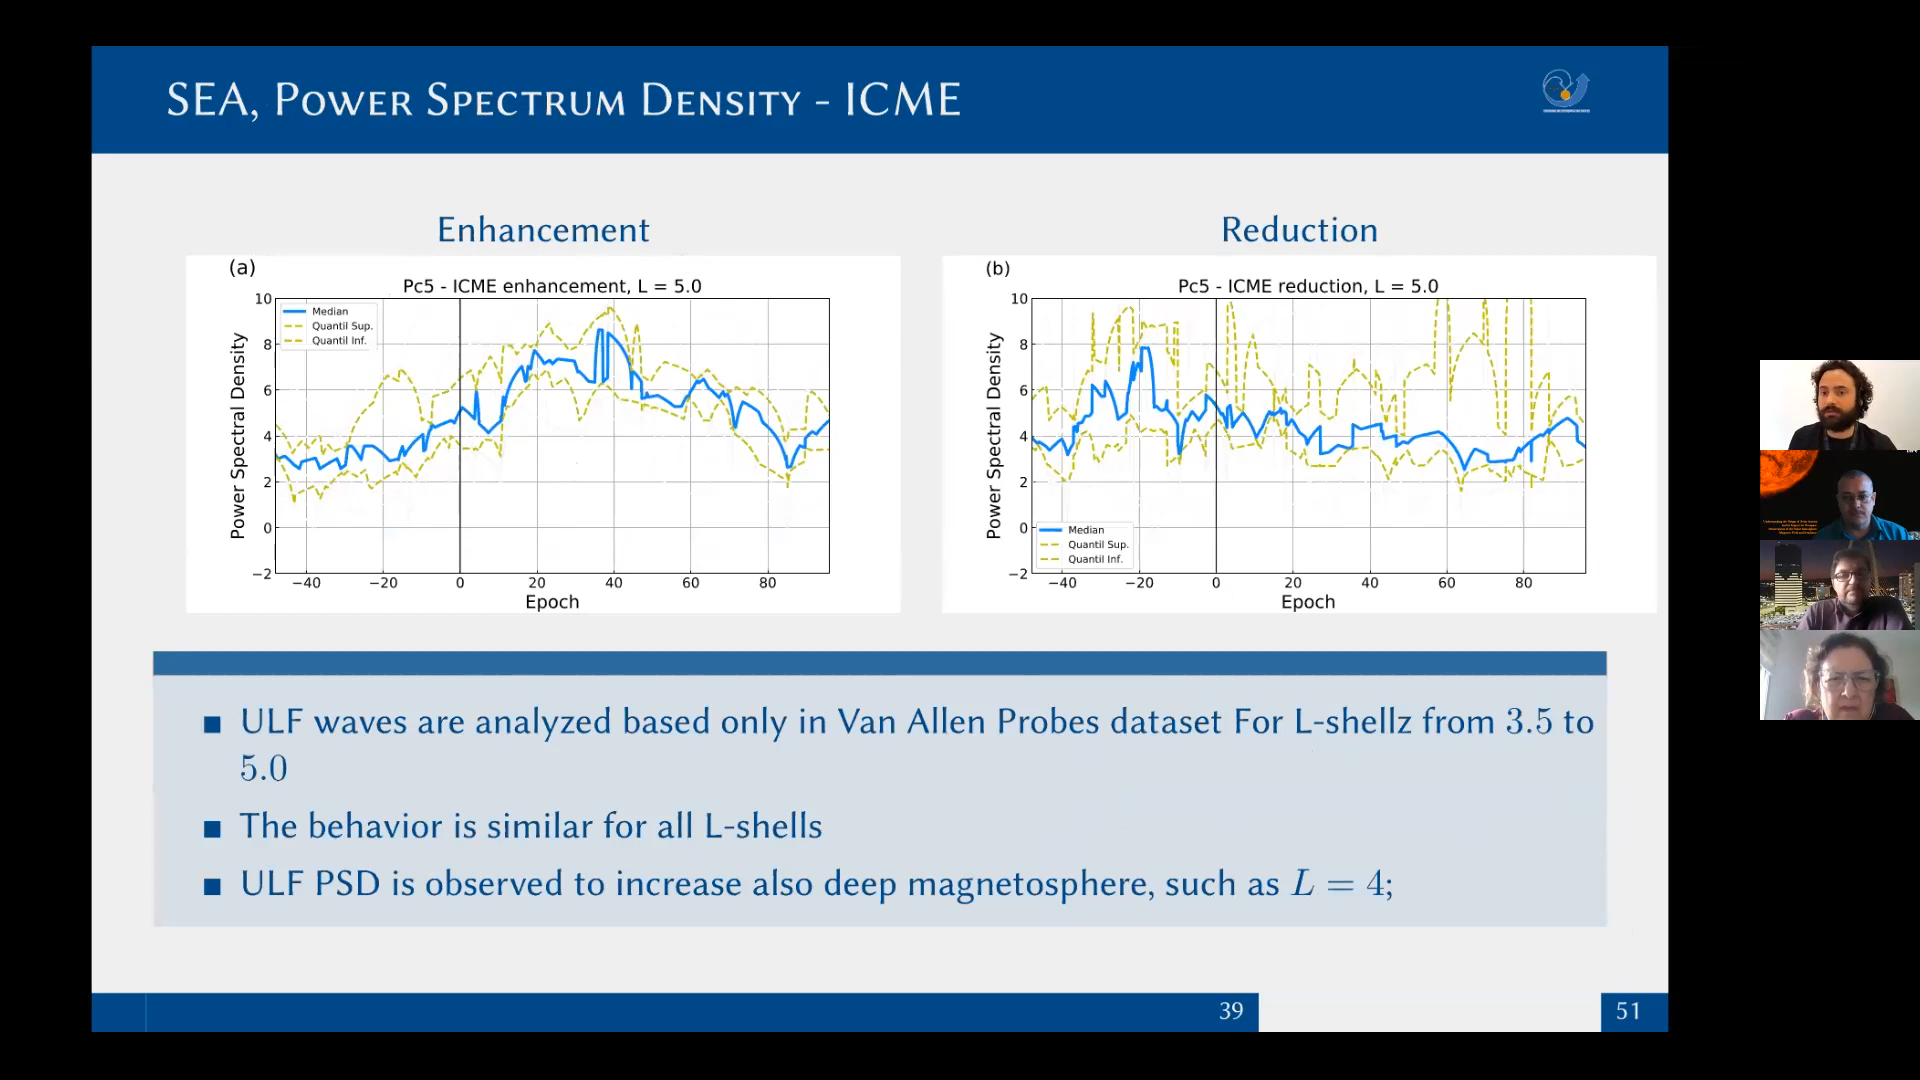 SEA, Power Spectrum Density - ICME
Enhancement
(a)
Pc5 - ICME enhancement, L = 5.0
Median
Quantil Sup.
Quantil Inf.
Power Spectral Density
10
8
6
4
2
0
−2
−40
−20
0
20
40
60
80
Epoch
Reduction
(b)
Pc5 - ICME reduction, L = 5.0
Power Spectral Density
10
8
6
4
2
0
−2
Median
Quantil Sup.
Quantil Inf.
−40
−20
0
20
40
60
80
Epoch
ULF waves are analyzed based only in Van Allen Probes dataset For L-shellz from 3.5 to
5.0
The behavior is similar for all L-shells
ULF PSD is observed to increase also deep magnetosphere, such as L = 4;
39
51